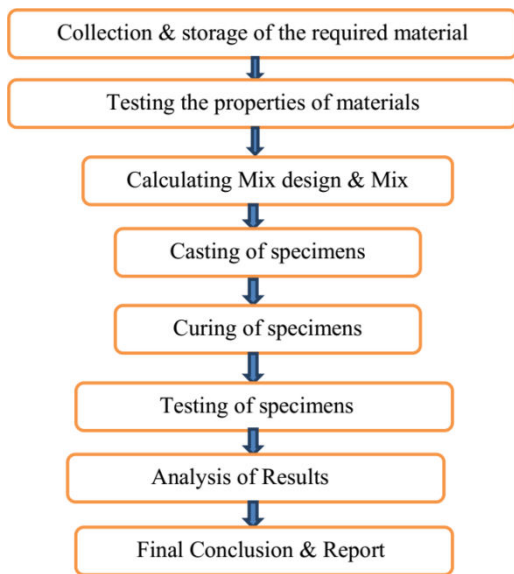 Collection & storage of the required material
Testing the properties of materials
Calculating Mix design & Mix
Casting of specimens
Curing of specimens
Testing of specimens
Analysis of Results
Final Conclusion & Report